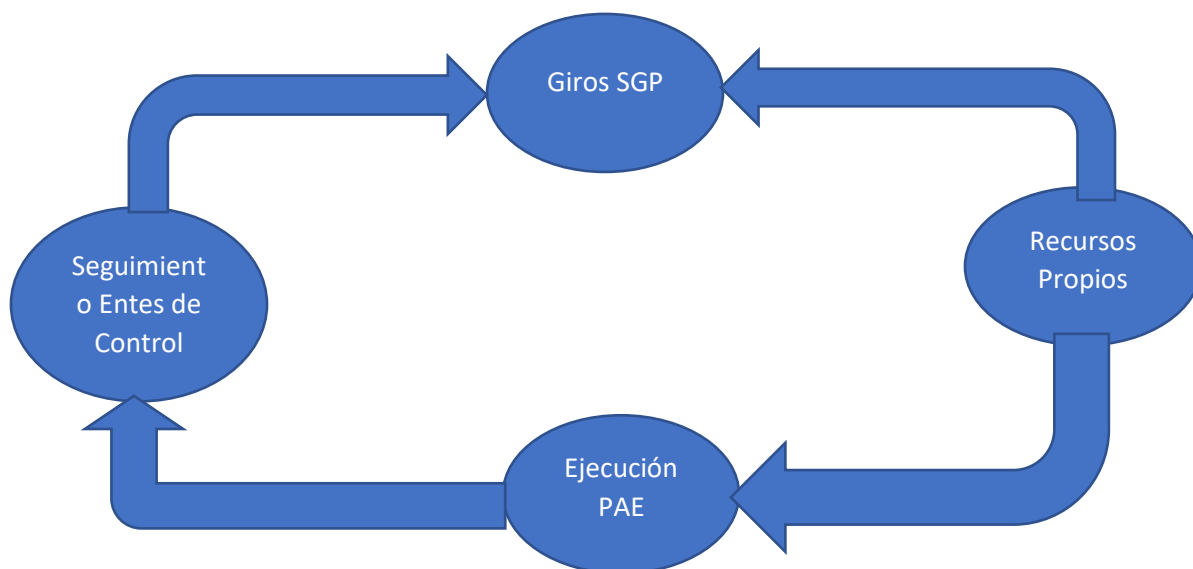 Giros SGP
Recursos
Propios
Seguimient
o Entes de
Control
Ejecución
PAE